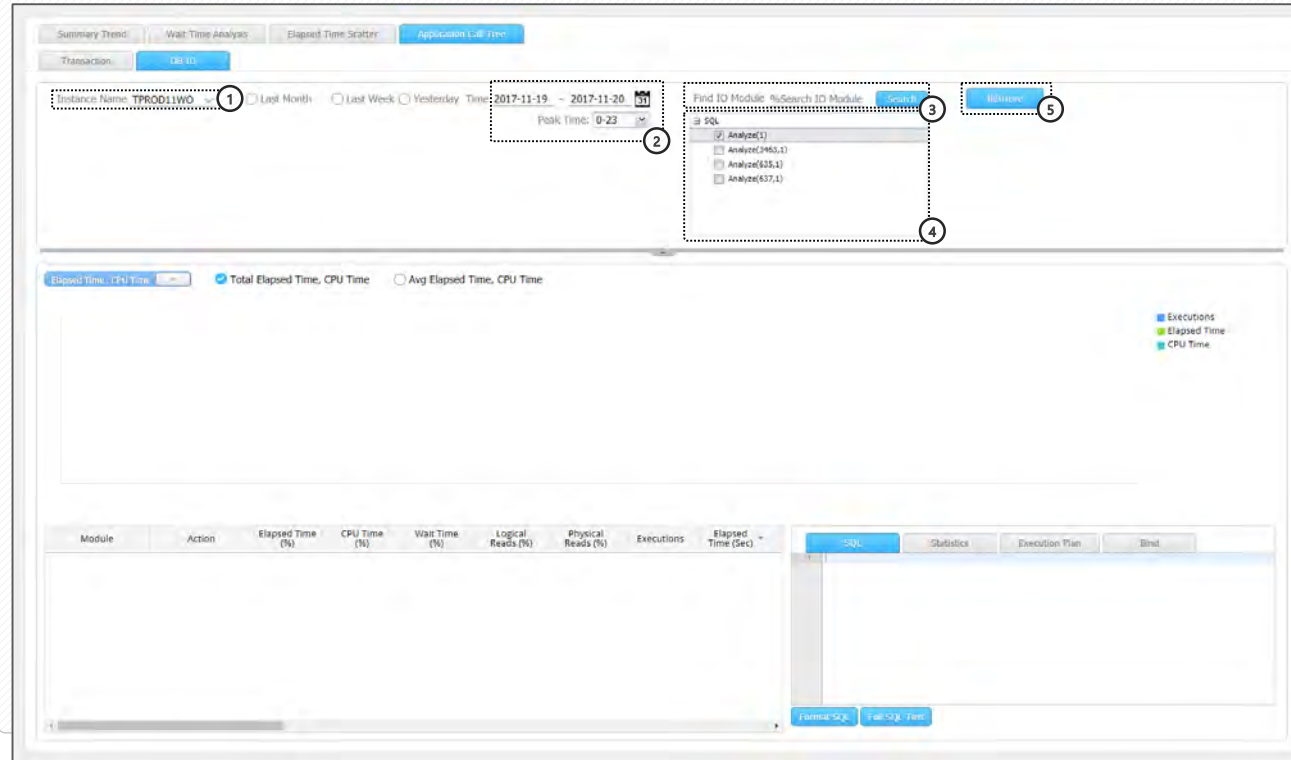 Summary Trend Wait Time Analysis Elapsed Time Scatter Application Call Tree
Transaction DB IO
Instance Name TPROD11WO 1 Last Month Last Week Yesterday Time 2017-11-19 ~ 2017-11-20 31 Find IO Module %Search IO Module Search 3 5
Peak Time: 0-23 2
SQL
Analyze(1)
Analyze(3463,1)
Analyze(635,1)
Analyze(637,1)
4
Elapsed Time, CPU Time Total Elapsed Time, CPU Time Avg Elapsed Time, CPU Time
Executions
Elapsed Time
CPU Time
Module Action Elapsed Time (%) CPU Time (%) Wait Time (%) Logical Reads (%) Physical Reads (%) Executions Elapsed Time (Sec)
SQL Statistics Execution Plan Bind
Format SQL Full SQL Text